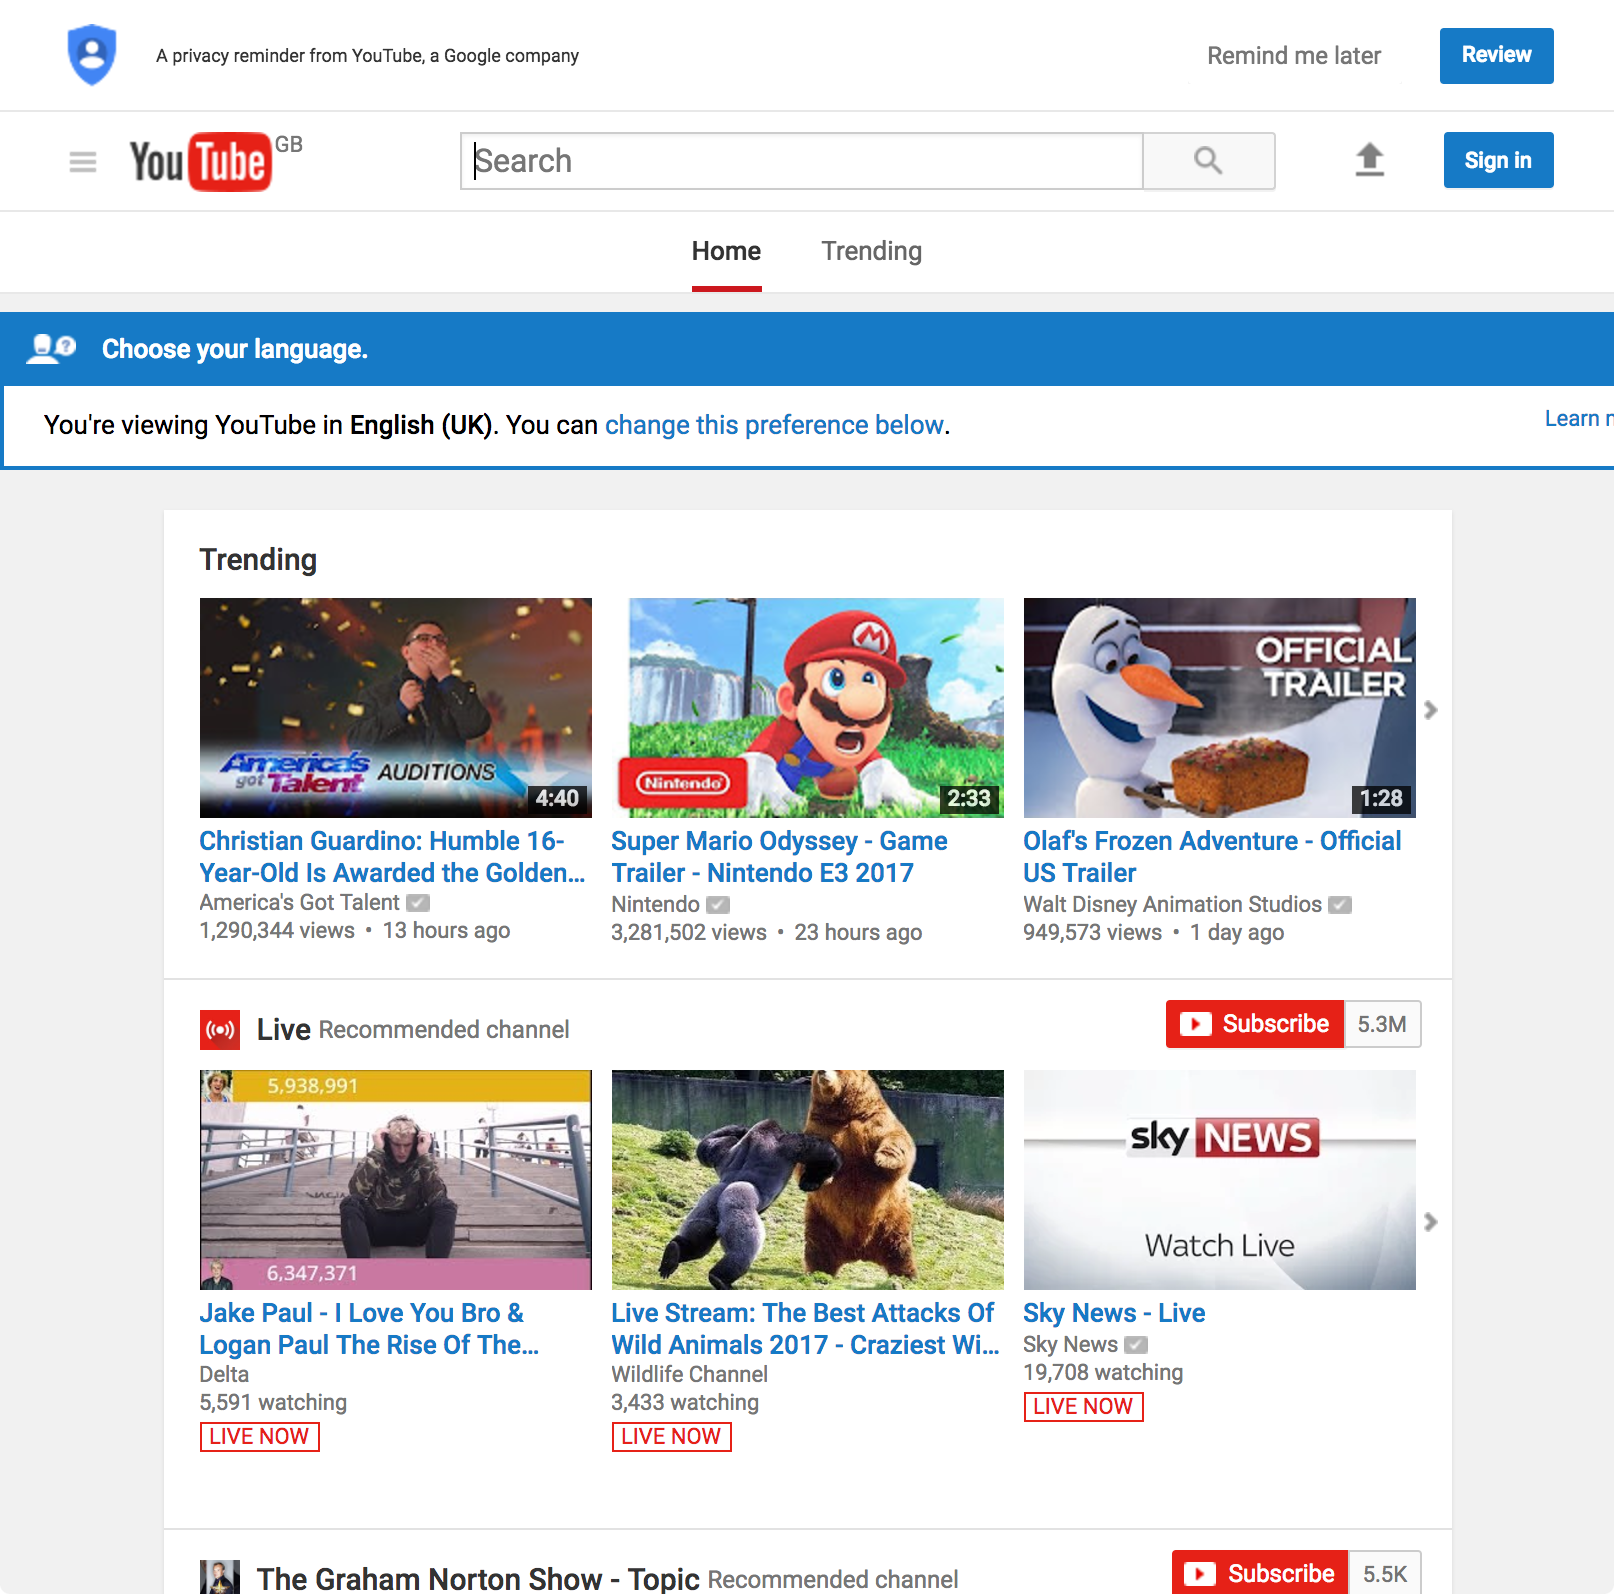 A privacy reminder from YouTube, a Google company
Remind me later
Review
YouTube GB
Search
Sign in
Home
Trending
Choose your language.
You're viewing YouTube in English (UK). You can change this preference below.
Learn
Trending
America's got Talent AUDITIONS
4:40
Nintendo
2:33
OFFICIAL
TRAILER
1:28
Christian Guardino: Humble 16-
Year-Old Is Awarded the Golden...
America's Got Talent
1,290,344 views • 13 hours ago
Super Mario Odyssey - Game
Trailer - Nintendo E3 2017
Nintendo
3,281,502 views • 23 hours ago
Olaf's Frozen Adventure - Official
US Trailer
Walt Disney Animation Studios
949,573 views • 1 day ago
Live Recommended channel
Subscribe 5.3M
5,938,991
6,347,371
sky NEWS
Watch Live
Jake Paul - I Love You Bro &
Logan Paul The Rise Of The...
Delta
5,591 watching
LIVE NOW
Live Stream: The Best Attacks Of
Wild Animals 2017 - Craziest Wi...
Wildlife Channel
3,433 watching
LIVE NOW
Sky News - Live
Sky News
19,708 watching
LIVE NOW
The Graham Norton Show - Topic Recommended channel
Subscribe 5.5K